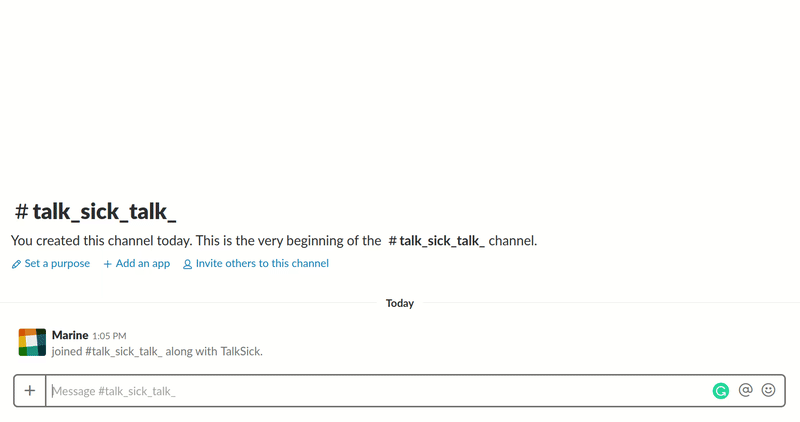 # talk_sick_talk_
You created this channel today. This is the very beginning of the # talk_sick_talk_ channel.
Set a purpose + Add an app Invite others to this channel
Today
Marine 1:05 PM
joined #talk_sick_talk_ along with TalkSick.
+ Message #talk_sick_talk_ @